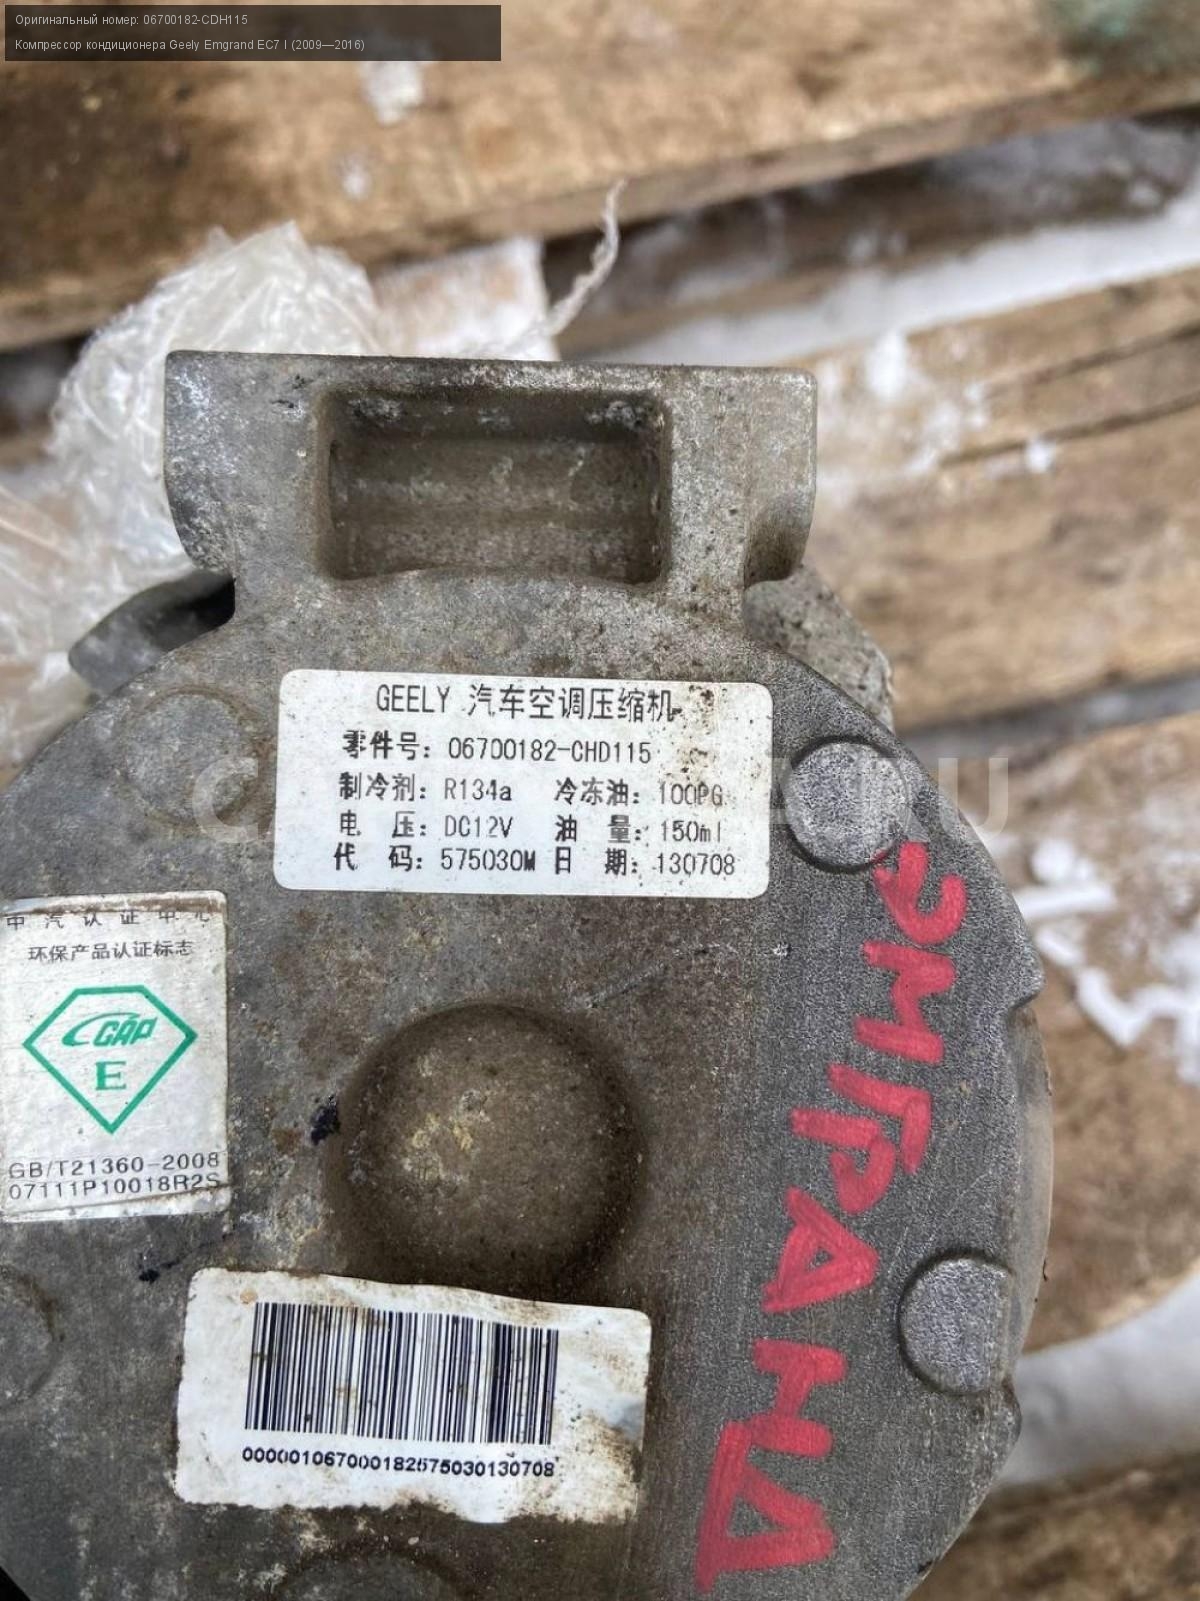 Оригинальный номер: 06700182-CDH115
Компрессор кондиционера Geely Emgrand EC7 I (2009—2016)
GEELY 汽车空调压缩机
零件号: 06700182-CHD115
制冷剂: R134a 冷冻油: 100PG
电 压: DC12V 油 量: 150ml
代 码: 575030M 日 期: 130708
中汽认证中心
环保产品认证标志
CGAP
E
GB/T21360-2008
07111P10018R2S
ЭМГРАНД
000001067000182575030130708